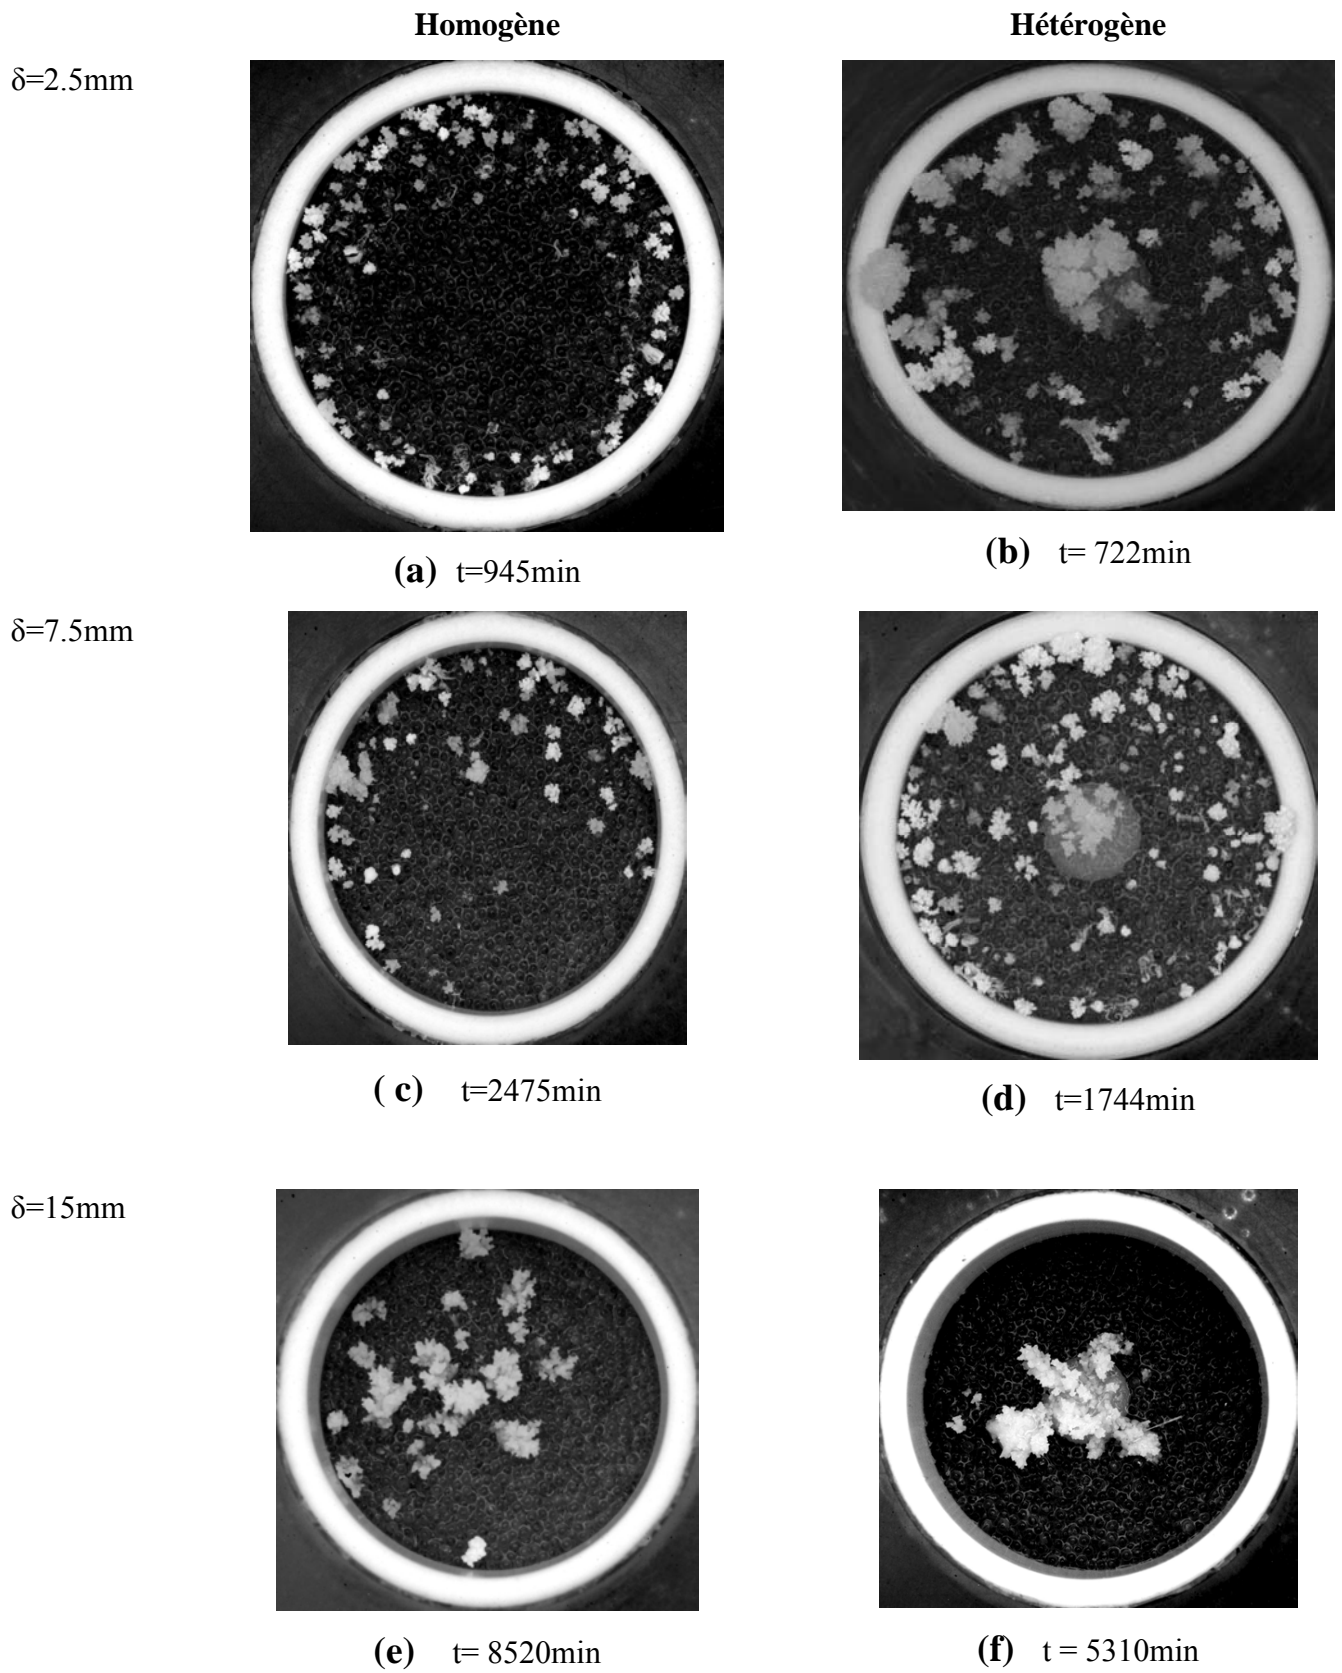 Homogène Hétérogène
δ=2.5mm
(a) t=945min
(b) t= 722min
δ=7.5mm
( c) t=2475min
(d) t=1744min
δ=15mm
(e) t= 8520min
(f) t = 5310min